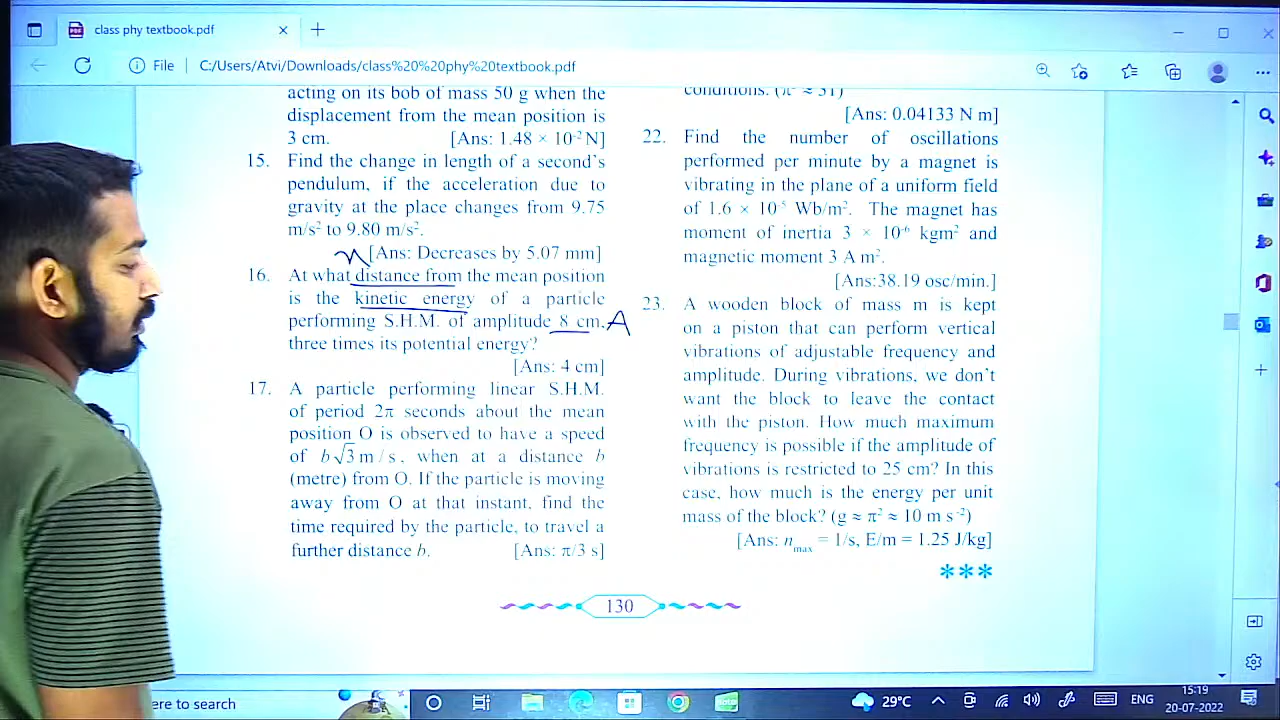 class phy textbook.pdf
File
C:/Users/Atvi/Downloads/class%20%20phy%20textbook.pdf
acting on its bob of mass 50 g when the
displacement from the mean position is
3 cm. [Ans: 1.48 × 10⁻² N]
15. Find the change in length of a second's
pendulum, if the acceleration due to
gravity at the place changes from 9.75
m/s² to 9.80 m/s².
[Ans: Decreases by 5.07 mm]
16. At what distance from the mean position
is the kinetic energy of a particle
performing S.H.M. of amplitude 8 cm, A
three times its potential energy?
[Ans: 4 cm]
17. A particle performing linear S.H.M.
of period 2π seconds about the mean
position O is observed to have a speed
of b√3 m / s, when at a distance b
(metre) from O. If the particle is moving
away from O at that instant, find the
time required by the particle, to travel a
further distance b. [Ans: π/3 s]
conditions.
[Ans: 0.04133 N m]
22. Find the number of oscillations
performed per minute by a magnet is
vibrating in the plane of a uniform field
of 1.6 × 10⁻⁵ Wb/m². The magnet has
moment of inertia 3 × 10⁻⁶ kgm² and
magnetic moment 3 A m².
[Ans:38.19 osc/min.]
23. A wooden block of mass m is kept
on a piston that can perform vertical
vibrations of adjustable frequency and
amplitude. During vibrations, we don't
want the block to leave the contact
with the piston. How much maximum
frequency is possible if the amplitude of
vibrations is restricted to 25 cm? In this
case, how much is the energy per unit
mass of the block? (g ≈ π² ≈ 10 m s⁻²)
[Ans: nmax = 1/s, E/m = 1.25 J/kg]
***
130
ere to search
29°C
ENG
15:19
20-07-2022